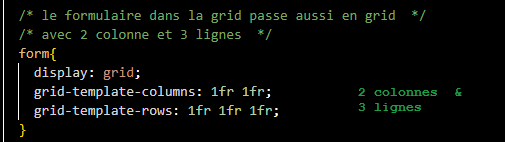 /* le formulaire dans la grid passe aussi en grid  */
/* avec 2 colonne et 3 lignes  */
form{
display: grid;
grid-template-columns: 1fr 1fr;
grid-template-rows: 1fr 1fr 1fr;
}
2 colonnes  &
3 lignes